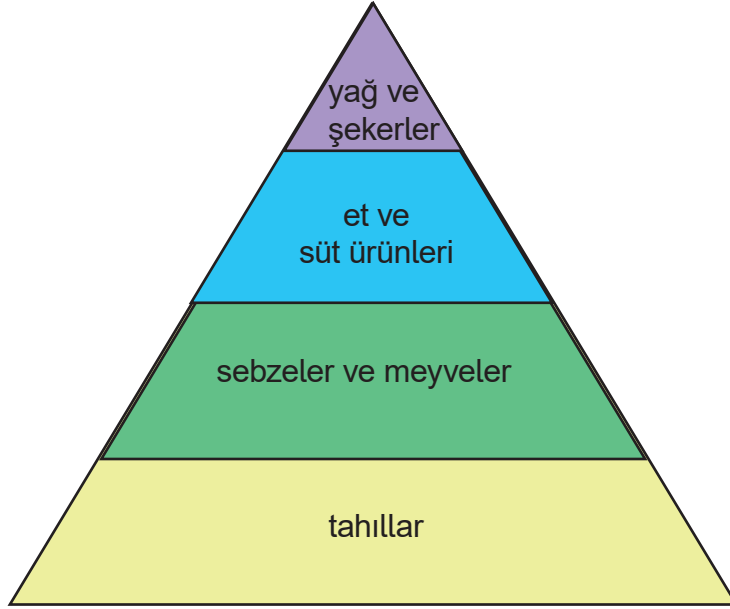 yağ ve
şekerler
et ve
süt ürünleri
sebzeler ve meyveler
tahıllar